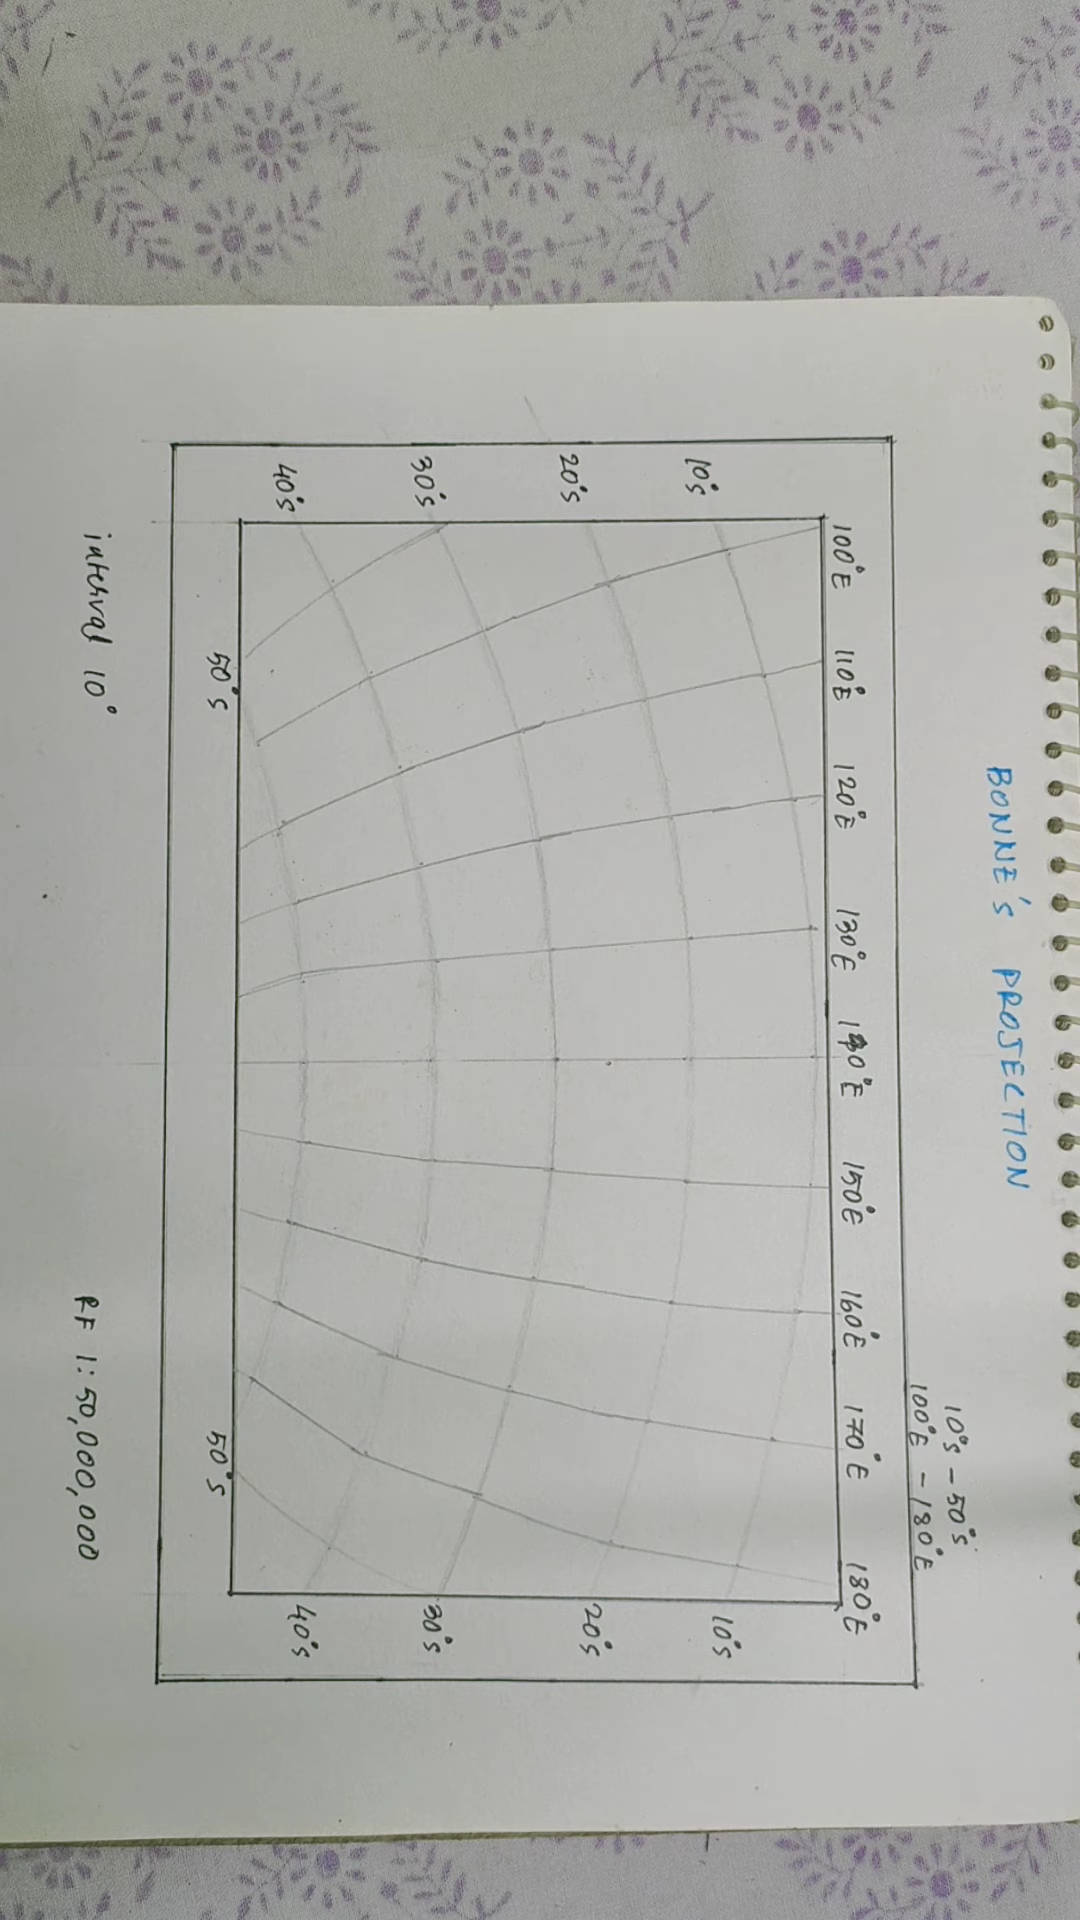 BONNE'S PROJECTION
10°S - 50°S
100°E - 180°E
100°E 110°E 120°E 130°E 140°E 150°E 160°E 170°E 180°E
10°S 10°S
20°S 20°S
30°S 30°S
40°S 40°S
50°S 50°S
interval 10° RF 1:50,000,000